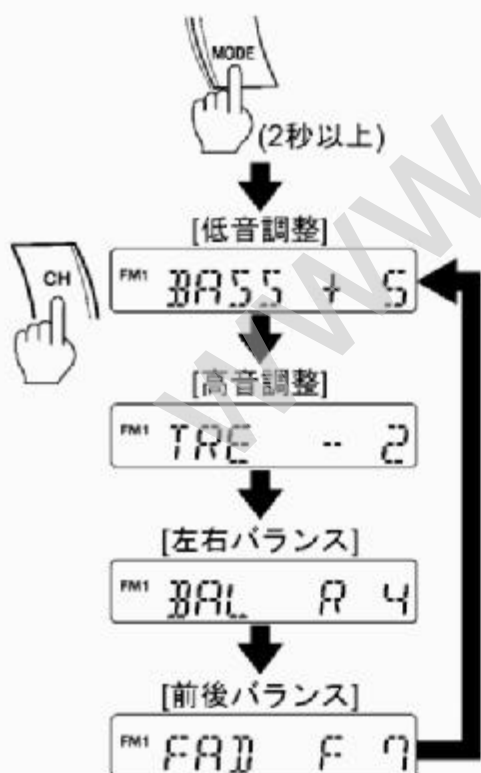 MODE
(2秒以上)
[低音調整]
CH
FM1 BASS + 5
[高音調整]
FM1 TRE -- 2
[左右バランス]
FM1 BAL R 4
[前後バランス]
FM1 FAD F 7
WWW